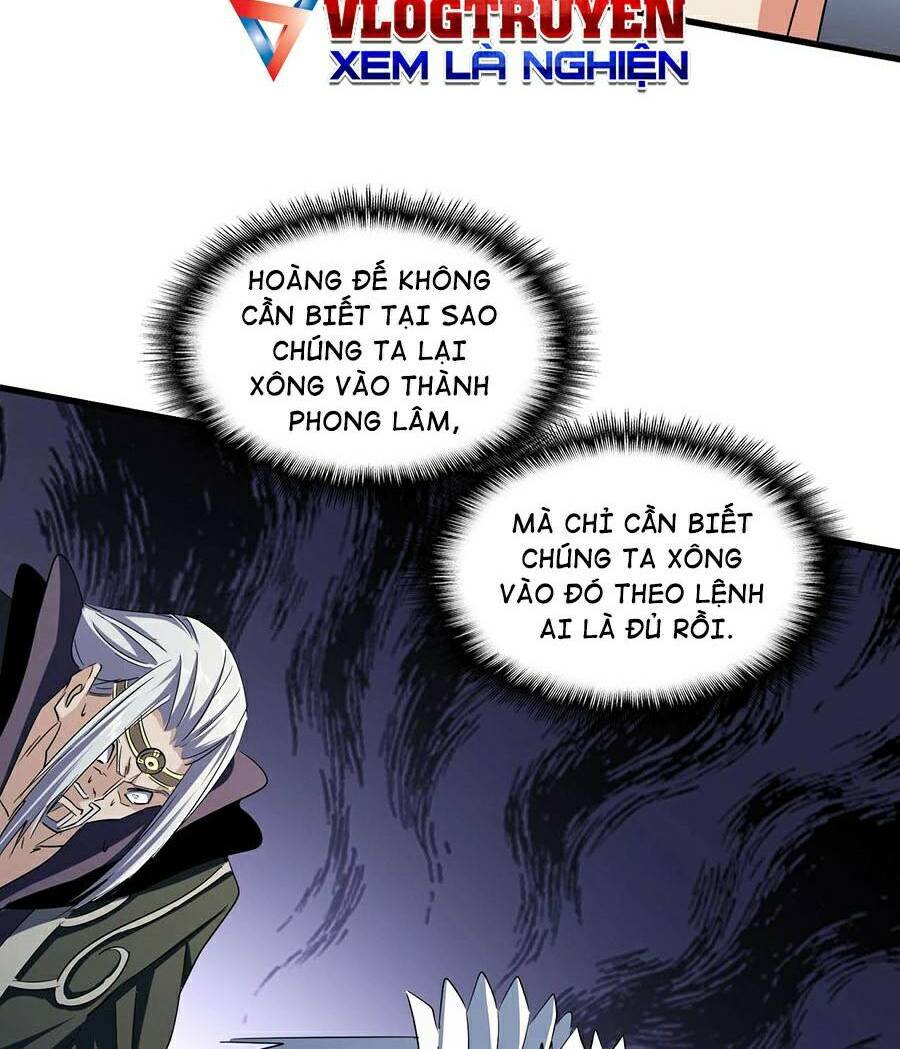 VLOGTRUYEN
XEM LÀ NGHIỆN
HOÀNG ĐẾ KHÔNG
CẦN BIẾT TẠI SAO
CHÚNG TA LẠI
XÔNG VÀO THÀNH
PHONG LÂM,
MÀ CHỈ CẦN BIẾT
CHÚNG TA XÔNG
VÀO ĐÓ THEO LỆNH
AI LÀ ĐỦ RỒI.